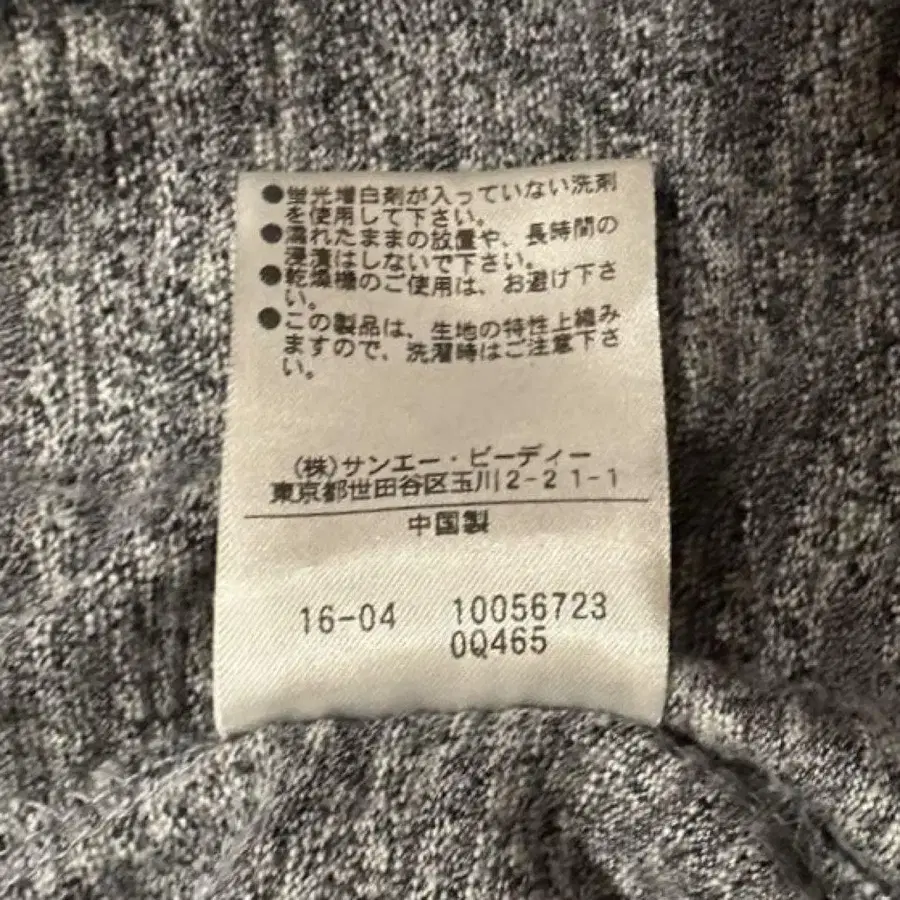 ●蛍光増白剤が入っていない洗剤
を使用して下さい。
●濡れたままの放置や、長時間の
浸漬はしないで下さい。
●乾燥機のご使用は、お避け下さ
い。
●この製品は、生地の特性上縮み
ますので、洗濯時はご注意下さ
い。
(株)サンエー・ビーディー
東京都世田谷区玉川2-21-1
中国製
16-04 10056723
0Q465